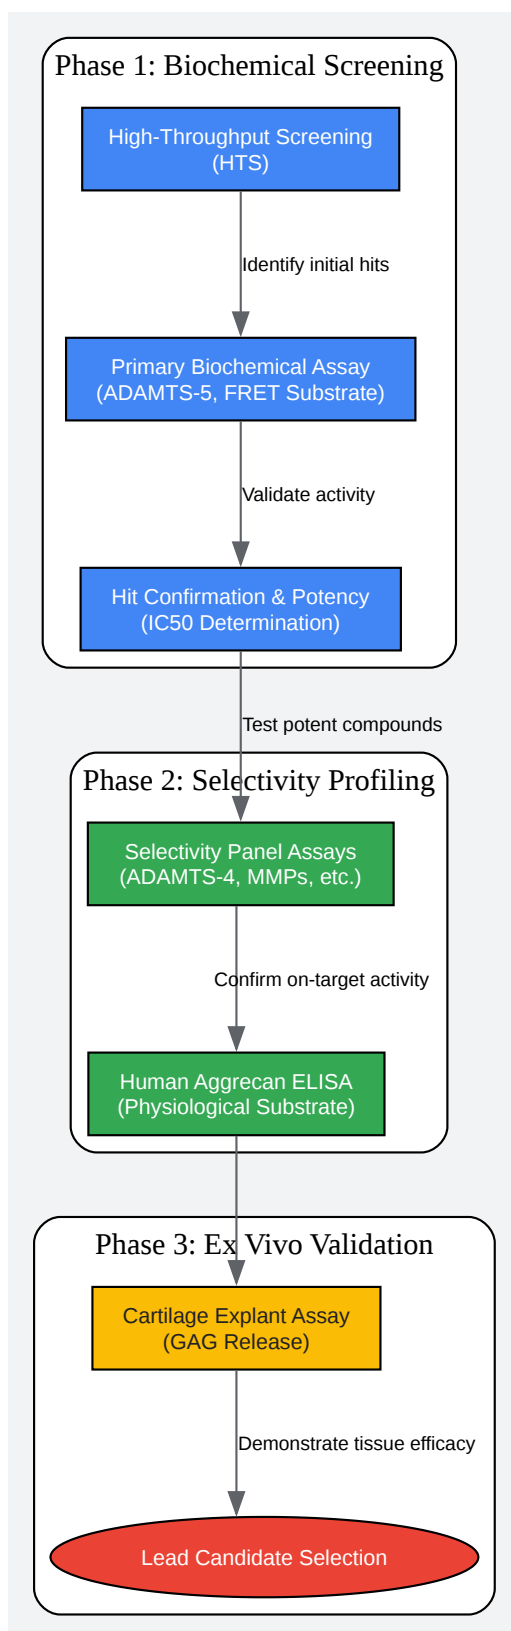 Phase 1: Biochemical Screening
High-Throughput Screening
(HTS)
Identify initial hits
Primary Biochemical Assay
(ADAMTS-5, FRET Substrate)
Validate activity
Hit Confirmation & Potency
(IC50 Determination)
Test potent compounds
Phase 2: Selectivity Profiling
Selectivity Panel Assays
(ADAMTS-4, MMPs, etc.)
Confirm on-target activity
Human Aggrecan ELISA
(Physiological Substrate)
Phase 3: Ex Vivo Validation
Cartilage Explant Assay
(GAG Release)
Demonstrate tissue efficacy
Lead Candidate Selection